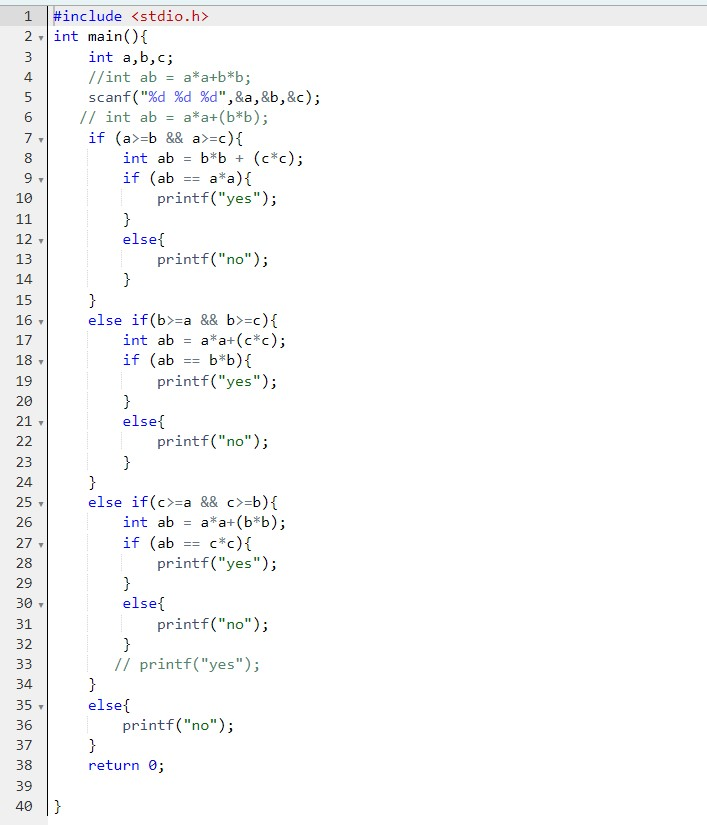 1 #include <stdio.h>
2 int main(){
3 int a,b,c;
4 //int ab = a*a+b*b;
5 scanf("%d %d %d",&a,&b,&c);
6 // int ab = a*a+(b*b);
7 if (a>=b && a>=c){
8 int ab = b*b + (c*c);
9 if (ab == a*a){
10 printf("yes");
11 }
12 else{
13 printf("no");
14 }
15 }
16 else if(b>=a && b>=c){
17 int ab = a*a+(c*c);
18 if (ab == b*b){
19 printf("yes");
20 }
21 else{
22 printf("no");
23 }
24 }
25 else if(c>=a && c>=b){
26 int ab = a*a+(b*b);
27 if (ab == c*c){
28 printf("yes");
29 }
30 else{
31 printf("no");
32 }
33 // printf("yes");
34 }
35 else{
36 printf("no");
37 }
38 return 0;
39
40 }